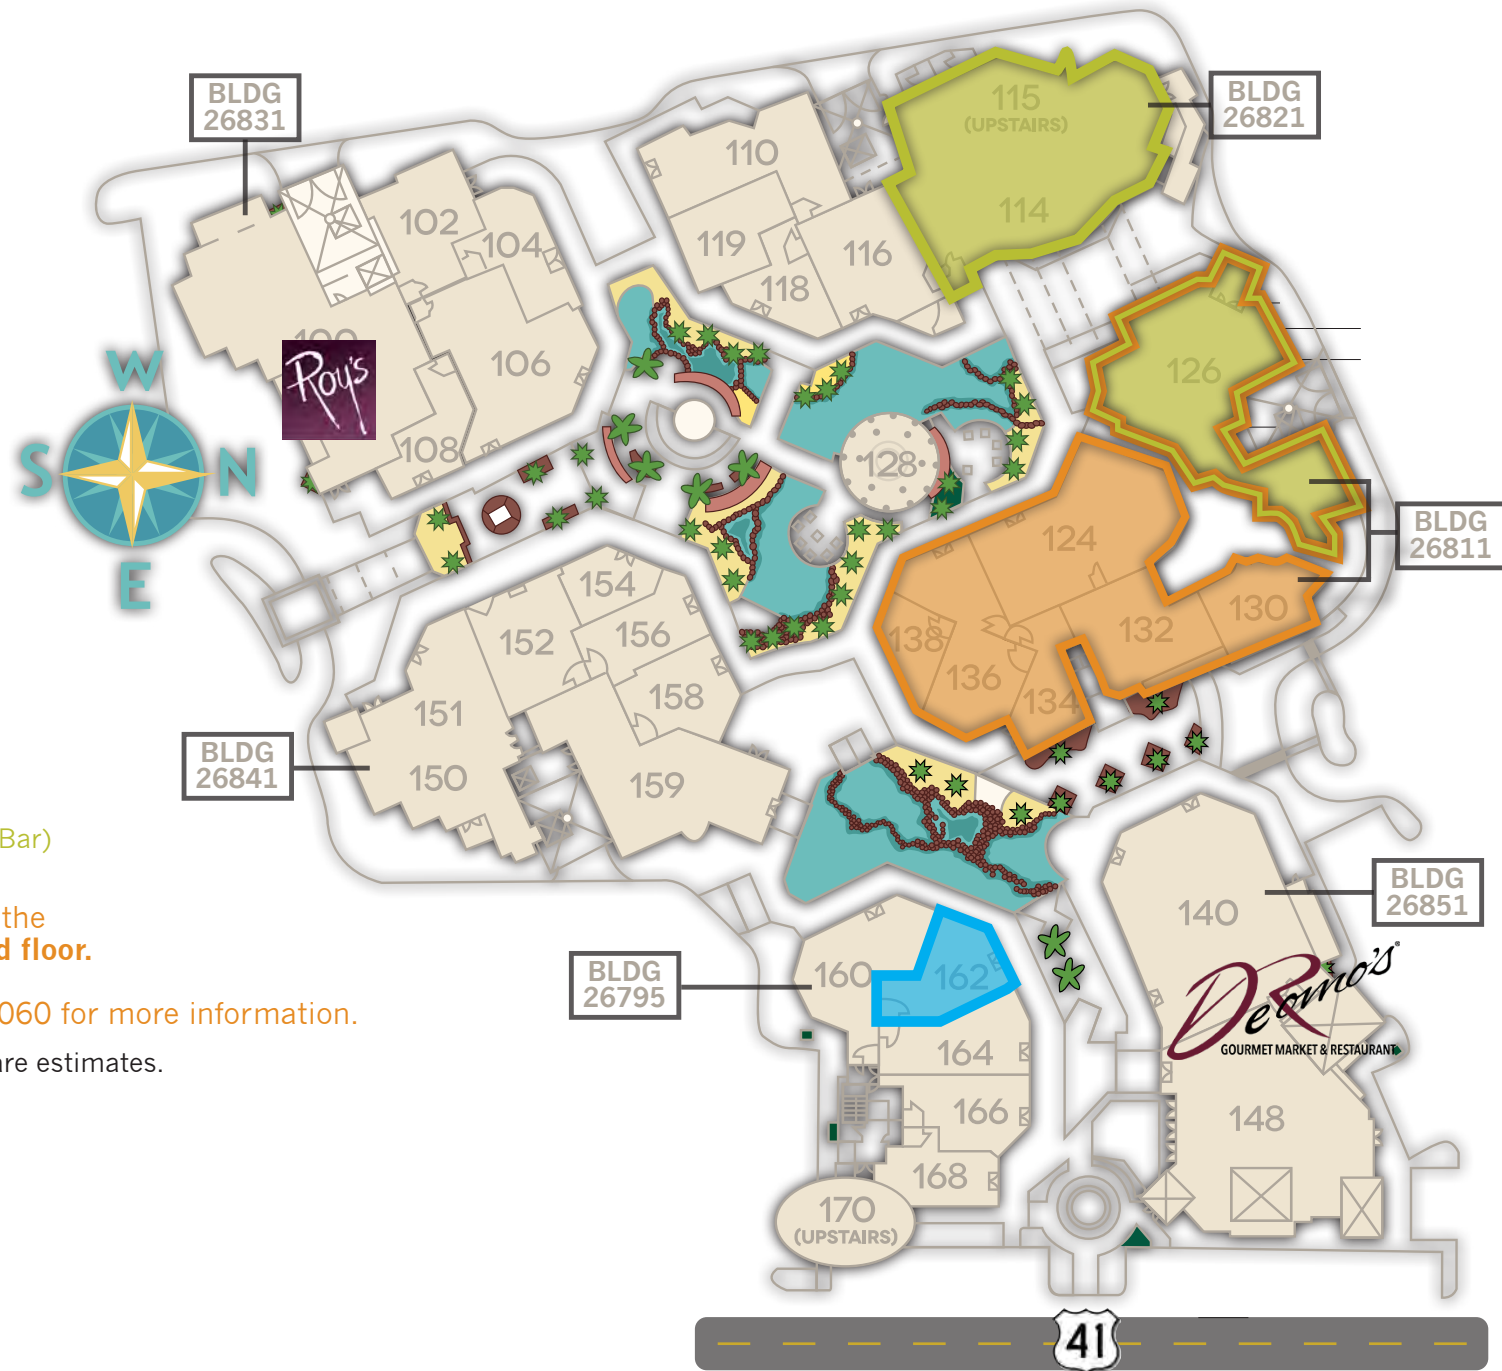 BLDG
26831
BLDG
26821
115
(UPSTAIRS)
114
110
119
118
116
102
104
106
100
Roy's
108
W
S
N
E
126
128
124
BLDG
26811
130
132
138
136
134
154
152
156
151
158
150
159
BLDG
26841
Bar)
the
d floor.
060 for more information.
are estimates.
BLDG
26851
140
DeRomo's
GOURMET MARKET & RESTAURANT
148
BLDG
26795
160
162
164
166
168
170
(UPSTAIRS)
41